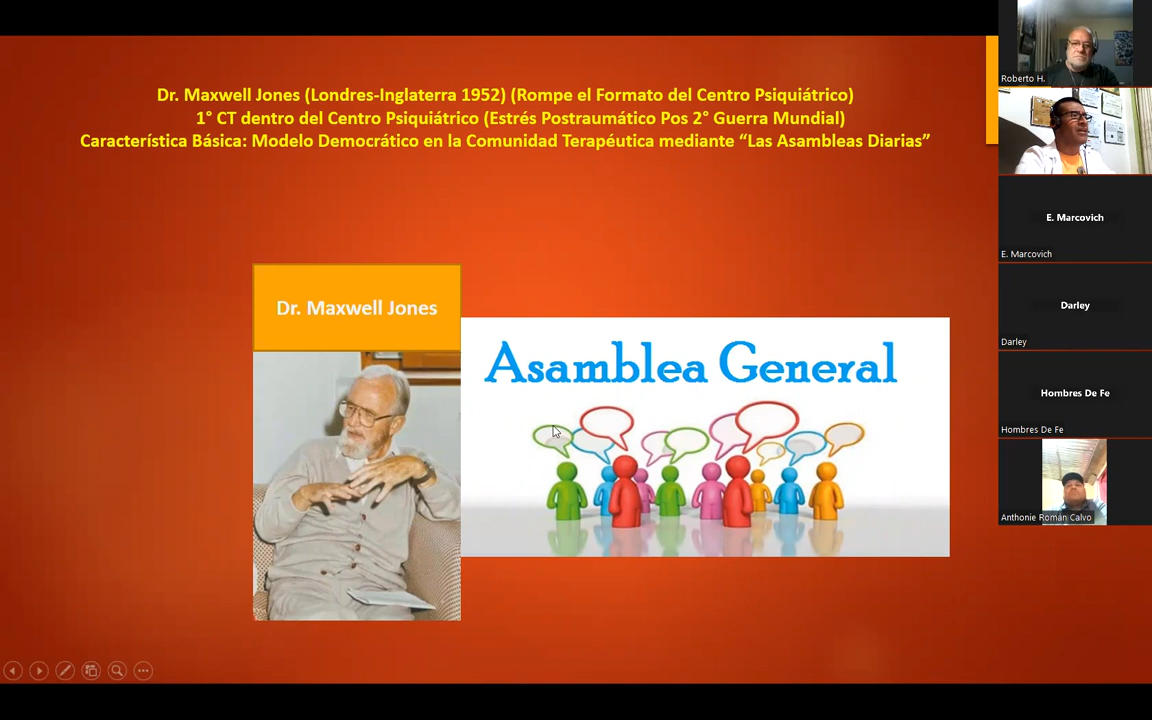 Dr. Maxwell Jones (Londres-Inglaterra 1952) (Rompe el Formato del Centro Psiquiátrico)
1° CT dentro del Centro Psiquiátrico (Estrés Postraumático Pos 2° Guerra Mundial)
Característica Básica: Modelo Democrático en la Comunidad Terapéutica mediante “Las Asambleas Diarias”
Dr. Maxwell Jones
Asamblea General
Roberto H.
E. Marcovich
E. Marcovich
Darley
Darley
Hombres De Fe
Hombres De Fe
Anthonie Roman Calvo